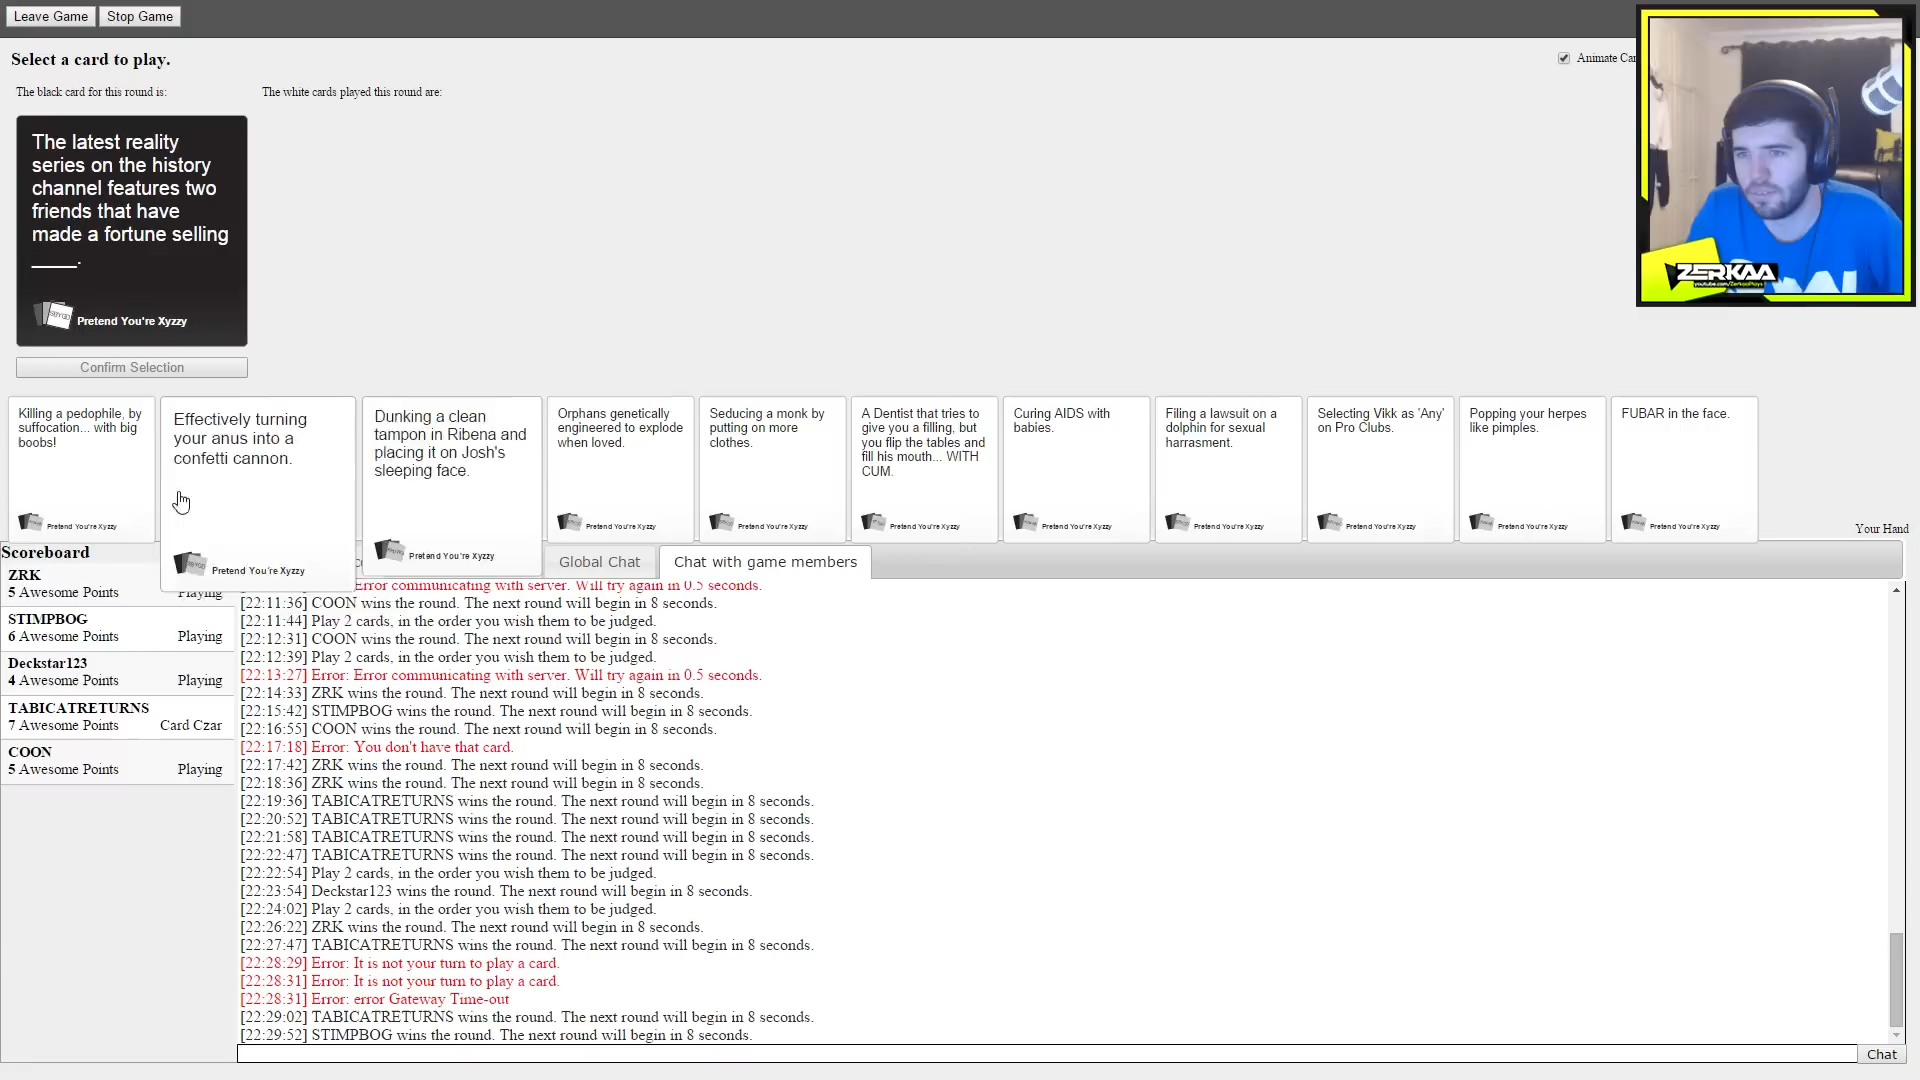 Leave Game
Stop Game
Select a card to play.
Animate Car
The black card for this round is:
The white cards played this round are:
The latest reality
series on the history
channel features two
friends that have
made a fortune selling
_____.
Pretend You're Xyzzy
Confirm Selection
ZERKAA
youtube.com/ZerkaaPlays
Killing a pedophile, by
suffocation... with big
boobs!
Pretend You're Xyzzy
Effectively turning
your anus into a
confetti cannon.
Pretend You're Xyzzy
Dunking a clean
tampon in Ribena and
placing it on Josh's
sleeping face.
Pretend You're Xyzzy
Orphans genetically
engineered to explode
when loved.
Pretend You're Xyzzy
Seducing a monk by
putting on more
clothes.
Pretend You're Xyzzy
A Dentist that tries to
give you a filling, but
you flip the tables and
fill his mouth... WITH
CUM.
Pretend You're Xyzzy
Curing AIDS with
babies.
Pretend You're Xyzzy
Filing a lawsuit on a
dolphin for sexual
harrasment.
Pretend You're Xyzzy
Selecting Vikk as 'Any'
on Pro Clubs.
Pretend You're Xyzzy
Popping your herpes
like pimples.
Pretend You're Xyzzy
FUBAR in the face.
Pretend You're Xyzzy
Your Hand
Scoreboard
ZRK
5 Awesome Points Playing
STIMPBOG
6 Awesome Points Playing
Deckstar123
4 Awesome Points Playing
TABICATRETURNS
7 Awesome Points Card Czar
COON
5 Awesome Points Playing
Global Chat
Chat with game members
Error communicating with server. Will try again in 0.5 seconds.
[22:11:36] COON wins the round. The next round will begin in 8 seconds.
[22:11:44] Play 2 cards, in the order you wish them to be judged.
[22:12:31] COON wins the round. The next round will begin in 8 seconds.
[22:12:39] Play 2 cards, in the order you wish them to be judged.
[22:13:27] Error: Error communicating with server. Will try again in 0.5 seconds.
[22:14:33] ZRK wins the round. The next round will begin in 8 seconds.
[22:15:42] STIMPBOG wins the round. The next round will begin in 8 seconds.
[22:16:55] COON wins the round. The next round will begin in 8 seconds.
[22:17:18] Error: You don't have that card.
[22:17:42] ZRK wins the round. The next round will begin in 8 seconds.
[22:18:36] ZRK wins the round. The next round will begin in 8 seconds.
[22:19:36] TABICATRETURNS wins the round. The next round will begin in 8 seconds.
[22:20:52] TABICATRETURNS wins the round. The next round will begin in 8 seconds.
[22:21:58] TABICATRETURNS wins the round. The next round will begin in 8 seconds.
[22:22:47] TABICATRETURNS wins the round. The next round will begin in 8 seconds.
[22:22:54] Play 2 cards, in the order you wish them to be judged.
[22:23:54] Deckstar123 wins the round. The next round will begin in 8 seconds.
[22:24:02] Play 2 cards, in the order you wish them to be judged.
[22:26:22] ZRK wins the round. The next round will begin in 8 seconds.
[22:27:47] TABICATRETURNS wins the round. The next round will begin in 8 seconds.
[22:28:29] Error: It is not your turn to play a card.
[22:28:31] Error: It is not your turn to play a card.
[22:28:31] Error: error Gateway Time-out
[22:29:02] TABICATRETURNS wins the round. The next round will begin in 8 seconds.
[22:29:52] STIMPBOG wins the round. The next round will begin in 8 seconds.
Chat